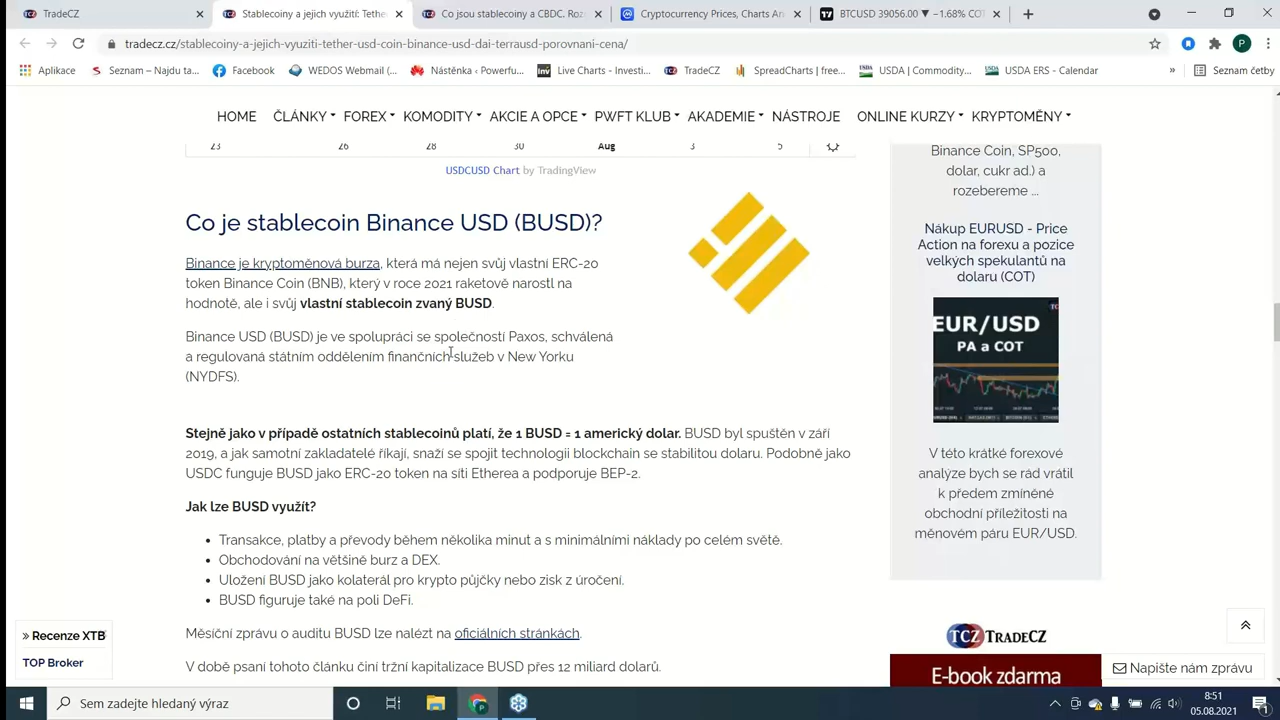 TradeCZ
Stablecoiny a jejich využití: Tethe
Co jsou stablecoiny a CBDC. Roz
Cryptocurrency Prices, Charts An
BTCUSD 39056.00 ▼ −1.68% CO
tradecz.cz/stablecoiny-a-jejich-vyuziti-tether-usd-coin-binance-usd-dai-terrausd-porovnani-cena/
P
Aplikace
Seznam – Najdu ta...
Facebook
WEDOS Webmail (...
Nástěnka ‹ Powerfu...
Live Charts - Investi...
TradeCZ
SpreadCharts | free...
USDA | Commodity...
USDA ERS - Calendar
»
Seznam četby
HOME ČLÁNKY FOREX KOMODITY AKCIE A OPCE PWFT KLUB AKADEMIE NÁSTROJE ONLINE KURZY KRYPTOMĚNY
23 26 28 30 Aug 3 5
USDCUSD Chart by TradingView
Co je stablecoin Binance USD (BUSD)?
Binance je kryptoměnová burza, která má nejen svůj vlastní ERC-20
token Binance Coin (BNB), který v roce 2021 raketově narostl na
hodnotě, ale i svůj vlastní stablecoin zvaný BUSD.
Binance USD (BUSD) je ve spolupráci se společností Paxos, schválená
a regulovaná státním oddělením finančních služeb v New Yorku
(NYDFS).
Stejně jako v případě ostatních stablecoinů platí, že 1 BUSD = 1 americký dolar. BUSD byl spuštěn v září
2019, a jak samotní zakladatelé říkají, snaží se spojit technologii blockchain se stabilitou dolaru. Podobně jako
USDC funguje BUSD jako ERC-20 token na síti Etherea a podporuje BEP-2.
Jak lze BUSD využít?
• Transakce, platby a převody během několika minut a s minimálními náklady po celém světě.
• Obchodování na většině burz a DEX.
• Uložení BUSD jako kolaterál pro krypto půjčky nebo zisk z úročení.
• BUSD figuruje také na poli DeFi.
Měsíční zprávu o auditu BUSD lze nalézt na oficiálních stránkách.
V době psaní tohoto článku činí tržní kapitalizace BUSD přes 12 miliard dolarů.
Binance Coin, SP500,
dolar, cukr ad.) a
rozebereme ...
Nákup EURUSD - Price
Action na forexu a pozice
velkých spekulantů na
dolaru (COT)
EUR/USD
PA a COT
V této krátké forexové
analýze bych se rád vrátil
k předem zmíněné
obchodní příležitosti na
měnovém páru EUR/USD.
TCZ TRADECZ
E-book zdarma
» Recenze XTB
TOP Broker
Napište nám zprávu
Sem zadejte hledaný výraz
8:51
05.08.2021